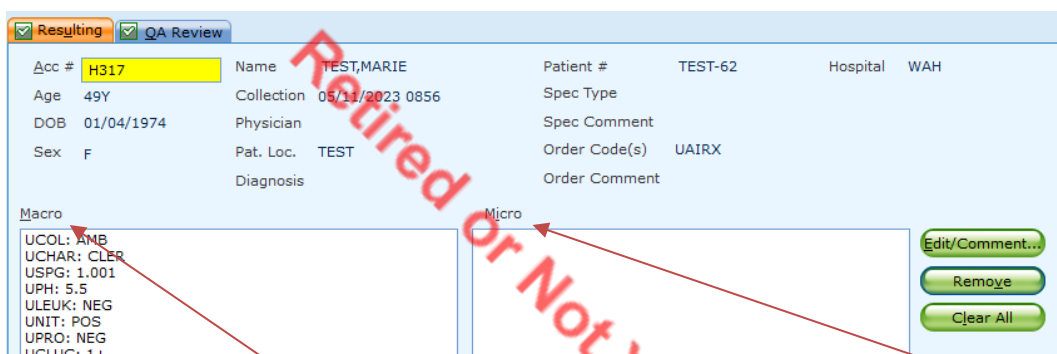 Resulting QA Review
Acc # H317 Name TEST,MARIE Patient # TEST-62 Hospital WAH
Age 49Y Collection 05/11/2023 0856 Spec Type
DOB 01/04/1974 Physician Spec Comment
Sex F Pat. Loc. TEST Order Code(s) UAIRX
Diagnosis Order Comment
Macro Micro
UCOL: AMB
UCHAR: CLER
USPG: 1.001
UPH: 5.5
ULEUK: NEG
UNIT: POS
UPRO: NEG
UGLUC: 1+
Edit/Comment...
Remove
Clear All
Retired or Not